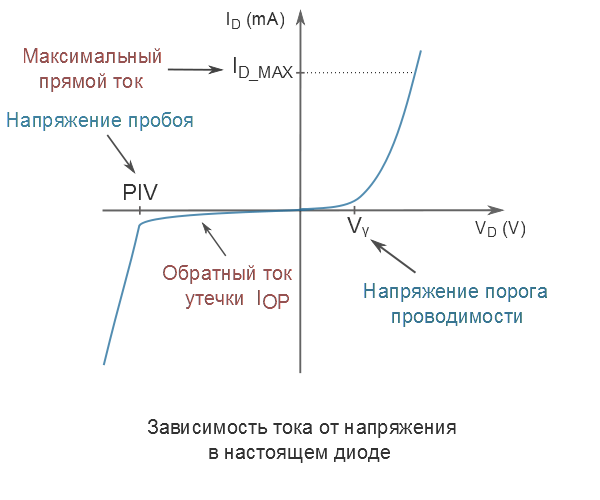 I_D (mA)
Максимальный
прямой ток
I_D_MAX
Напряжение пробоя
PIV
V_γ
V_D (V)
Обратный ток
утечки I_OP
Напряжение порога
проводимости
Зависимость тока от напряжения
в настоящем диоде